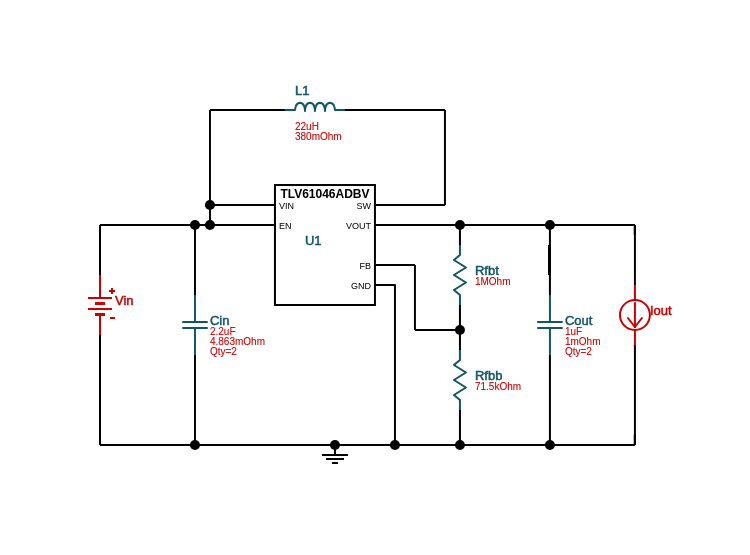 L1
22uH
380mOhm
TLV61046ADBV
VIN
SW
EN
VOUT
U1
FB
GND
Vin
Cin
2.2uF
4.863mOhm
Qty=2
Rfbt
1MOhm
Rfbb
71.5kOhm
Cout
1uF
1mOhm
Qty=2
Iout